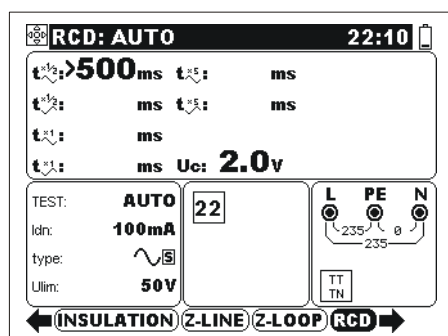 RCD: AUTO 22:10
t×½:>500ms t×5: ms
t×½: ms t×5: ms
t×1: ms
t×1: ms Uc: 2.0V
TEST: AUTO
Idn: 100mA
type: S
Ulim: 50V
22
L PE N
235 ø
235
TT
TN
INSULATION Z-LINE Z-LOOP RCD